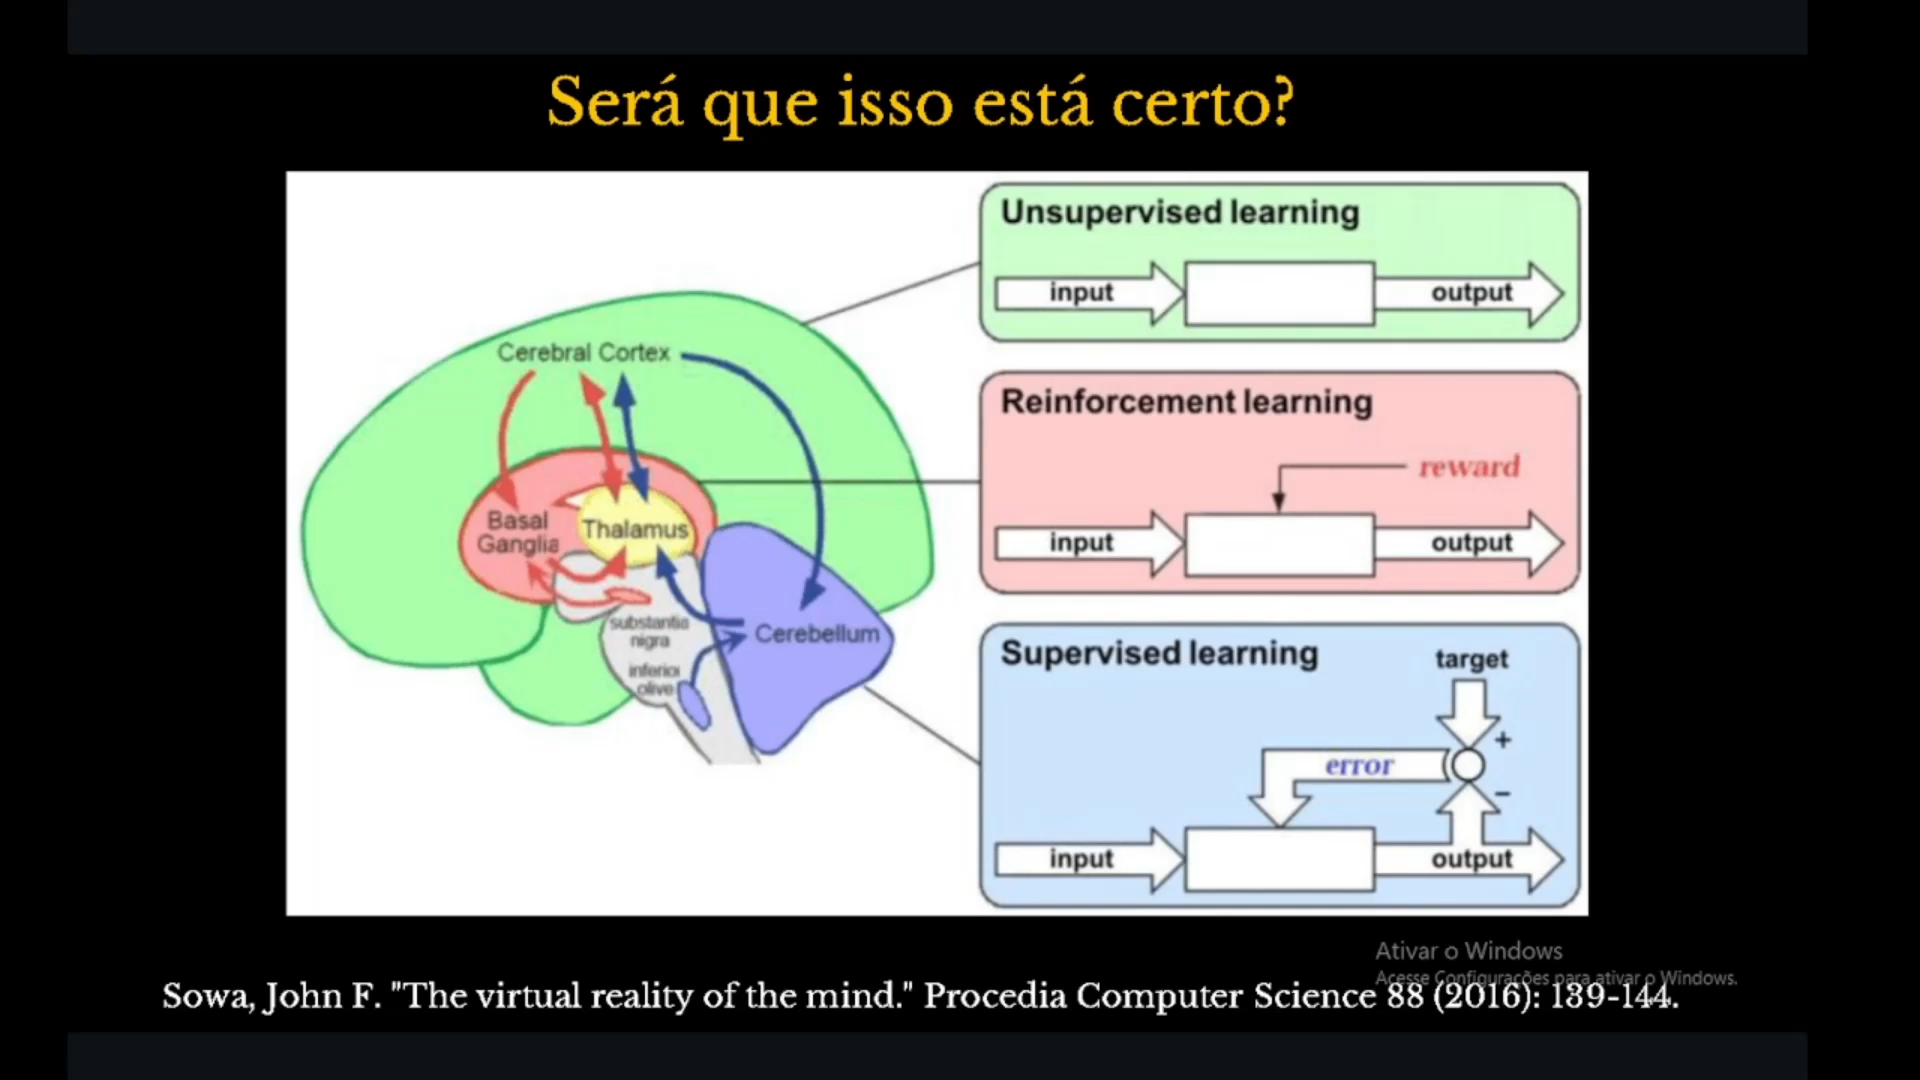 Será que isso está certo?
Unsupervised learning
input
output
Cerebral Cortex
Reinforcement learning
reward
input
output
Basal
Ganglia
Thalamus
substantia
nigra
inferior
olive
Cerebellum
Supervised learning
target
+
error
−
input
output
Ativar o Windows
Acesse Configurações para ativar o Windows.
Sowa, John F. "The virtual reality of the mind." Procedia Computer Science 88 (2016): 139-144.